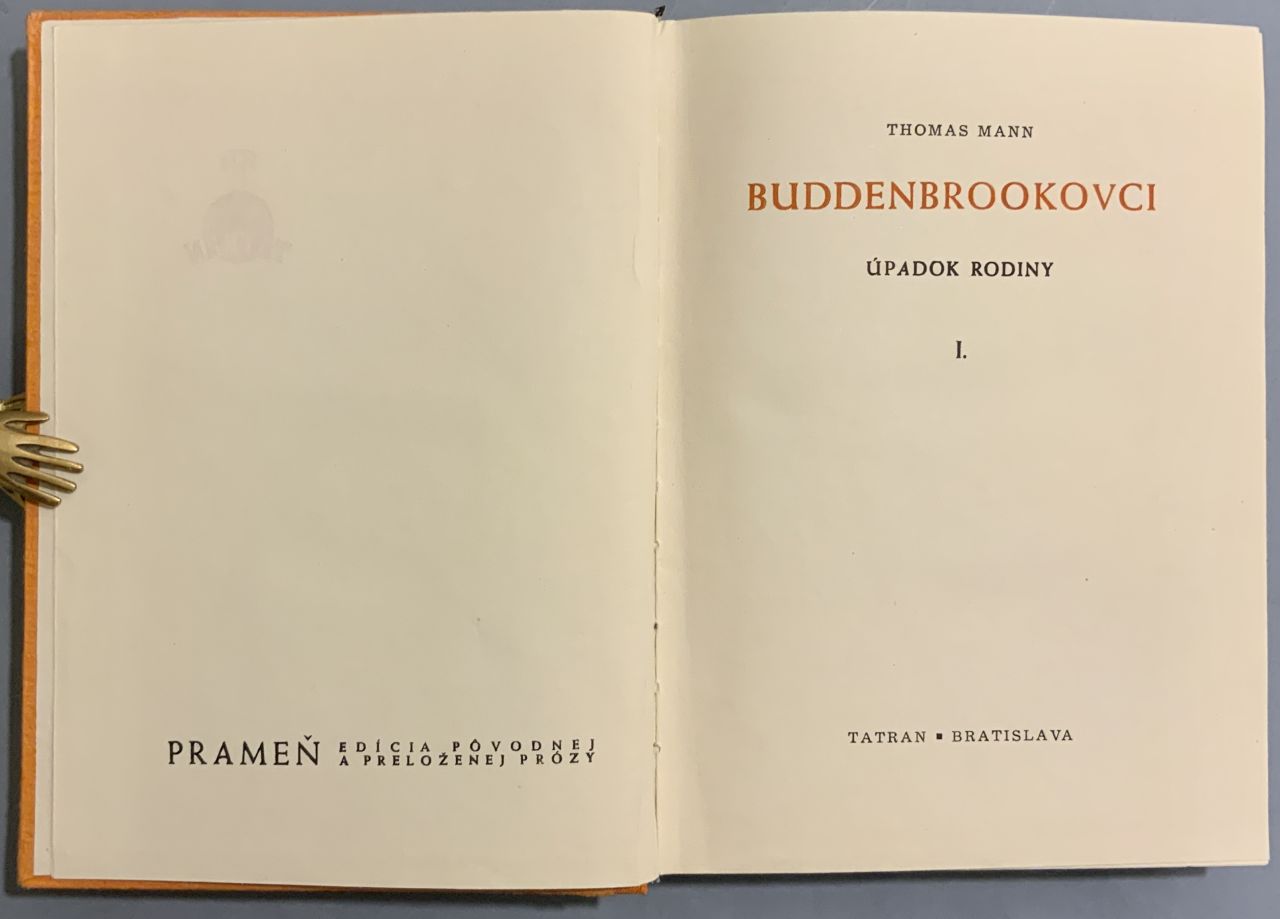 PRAMEŇ EDÍCIA PÔVODNEJ
A PRELOŽENEJ PRÓZY
THOMAS MANN
BUDDENBROOKOVCI
ÚPADOK RODINY
I.
TATRAN ▪ BRATISLAVA